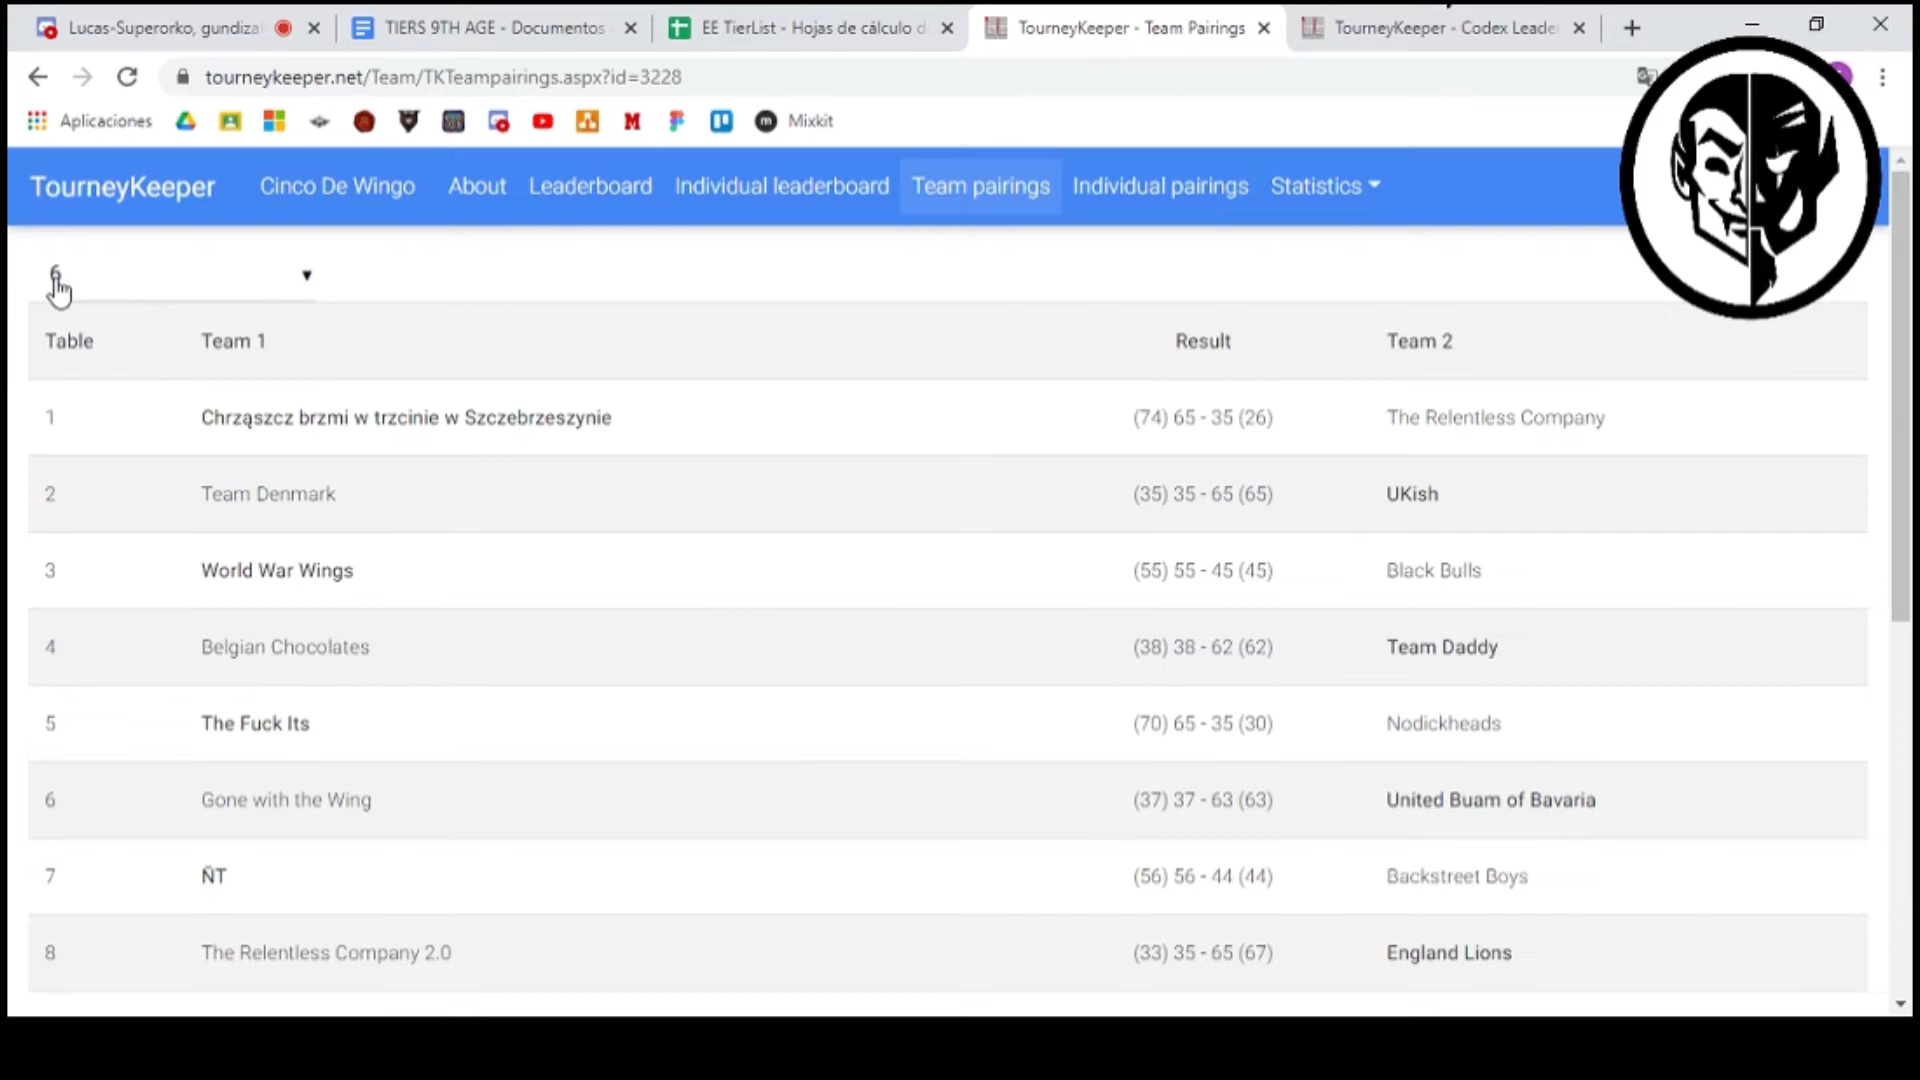 Lucas-Superorko, gundiza
TIERS 9TH AGE - Documentos
EE TierList - Hojas de cálculo d
TourneyKeeper - Team Pairings
TourneyKeeper - Codex Leade
tourneykeeper.net/Team/TKTeampairings.aspx?id=3228
Aplicaciones
Mixkit
TourneyKeeper Cinco De Wingo About Leaderboard Individual leaderboard Team pairings Individual pairings Statistics
6
Table Team 1 Result Team 2
1 Chrząszcz brzmi w trzcinie w Szczebrzeszynie (74) 65 - 35 (26) The Relentless Company
2 Team Denmark (35) 35 - 65 (65) UKish
3 World War Wings (55) 55 - 45 (45) Black Bulls
4 Belgian Chocolates (38) 38 - 62 (62) Team Daddy
5 The Fuck Its (70) 65 - 35 (30) Nodickheads
6 Gone with the Wing (37) 37 - 63 (63) United Buam of Bavaria
7 ÑT (56) 56 - 44 (44) Backstreet Boys
8 The Relentless Company 2.0 (33) 35 - 65 (67) England Lions